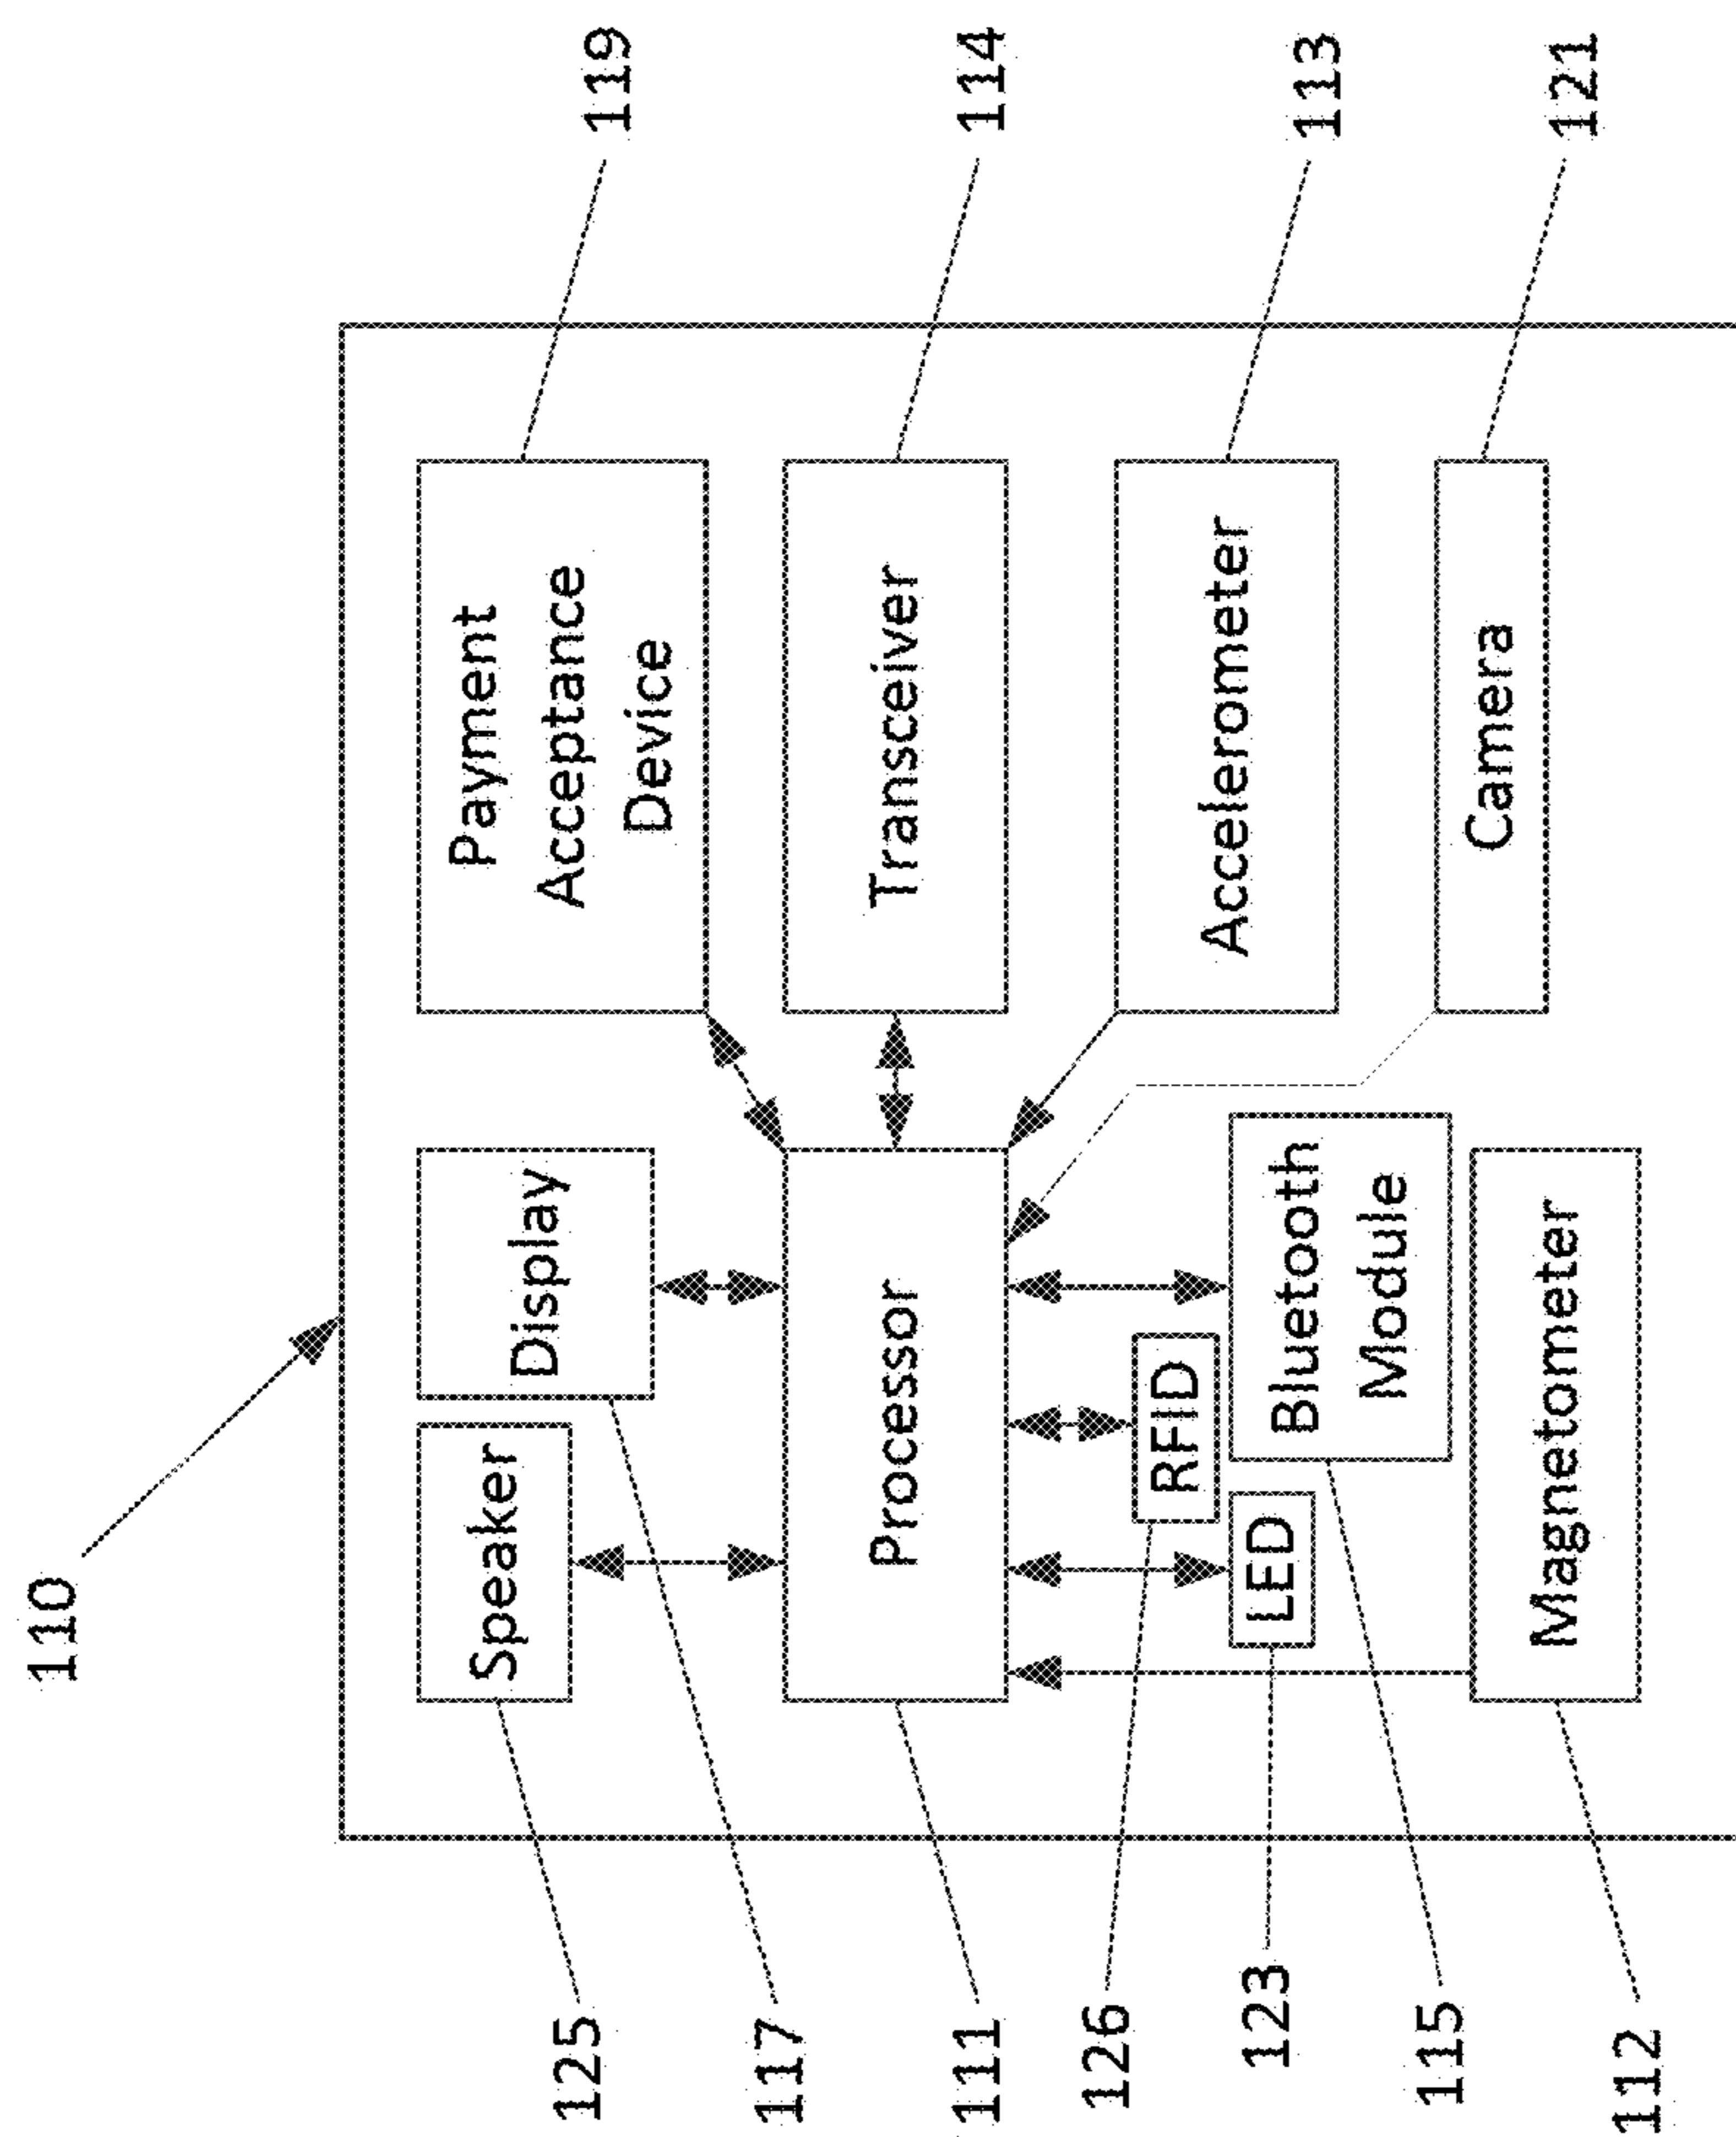 110
125
Speaker
Display
117
Payment
Acceptance
Device
119
111
Processor
Transceiver
114
126
RFID
123
LED
115
Bluetooth
Module
Accelerometer
113
112
Magnetometer
Camera
121